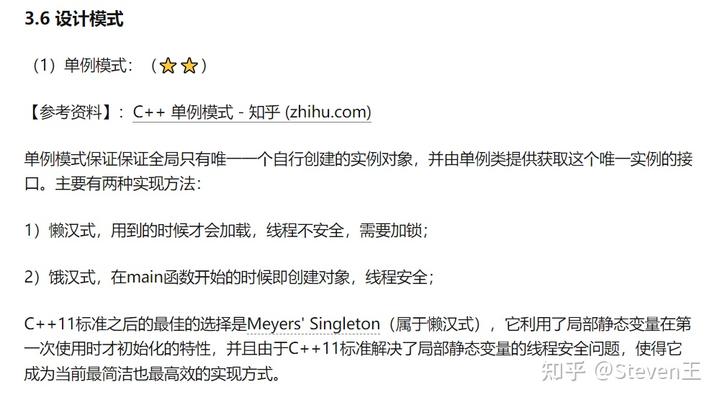 3.6 设计模式
（1）单例模式：（⭐⭐）
【参考资料】：C++ 单例模式 - 知乎 (zhihu.com)
单例模式保证保证全局只有唯一一个自行创建的实例对象，并由单例类提供获取这个唯一实例的接
口。主要有两种实现方法：
1）懒汉式，用到的时候才会加载，线程不安全，需要加锁；
2）饿汉式，在main函数开始的时候即创建对象，线程安全；
C++11标准之后的最佳的选择是Meyers' Singleton（属于懒汉式），它利用了局部静态变量在第
一次使用时才初始化的特性，并且由于C++11标准解决了局部静态变量的线程安全问题，使得它
成为当前最简洁也最高效的实现方式。
知乎 @Steven王